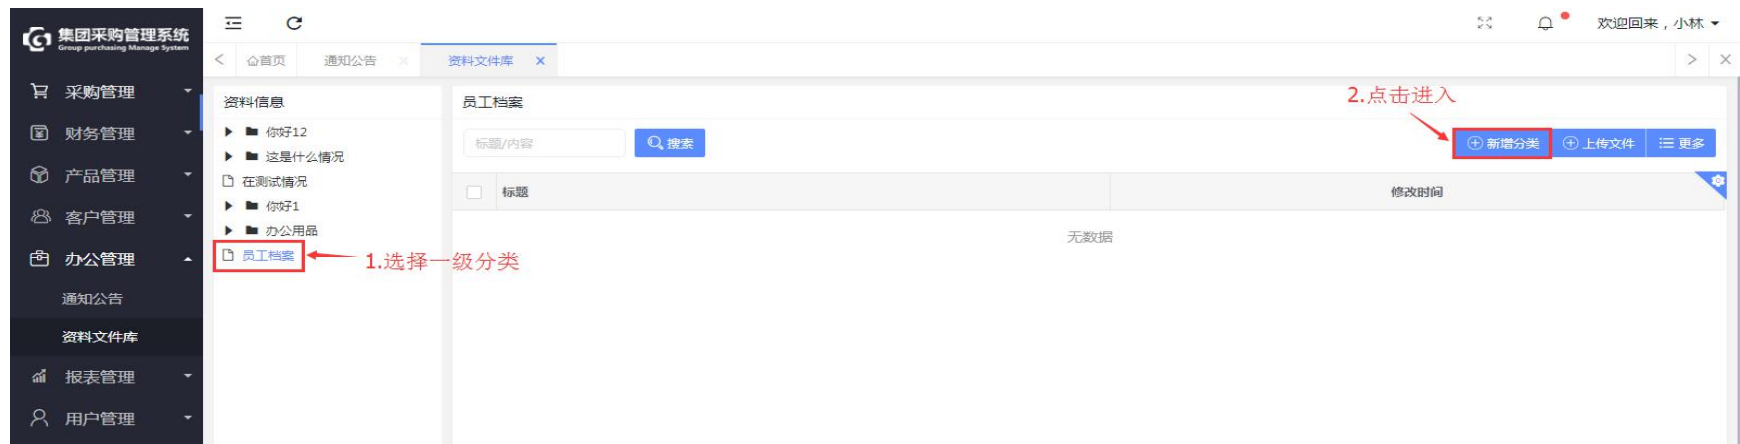 集团采购管理系统
Group purchasing Manage System
欢迎回来，小林
首页 通知公告 资料文件库
采购管理
财务管理
产品管理
客户管理
办公管理
通知公告
资料文件库
报表管理
用户管理
资料信息
你好12
这是什么情况
在测试情况
你好1
办公用品
员工档案
1.选择一级分类
员工档案
2.点击进入
标题/内容 搜索 新增分类 上传文件 更多
标题 修改时间
无数据